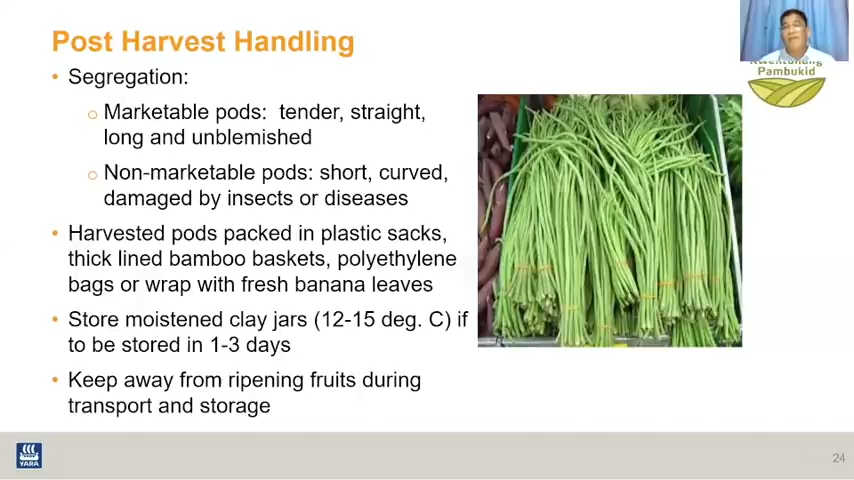 Post Harvest Handling
• Segregation:
o Marketable pods: tender, straight,
long and unblemished
o Non-marketable pods: short, curved,
damaged by insects or diseases
• Harvested pods packed in plastic sacks,
thick lined bamboo baskets, polyethylene
bags or wrap with fresh banana leaves
• Store moistened clay jars (12-15 deg. C) if
to be stored in 1-3 days
• Keep away from ripening fruits during
transport and storage
Kwentuhang
Pambukid
YARA
24